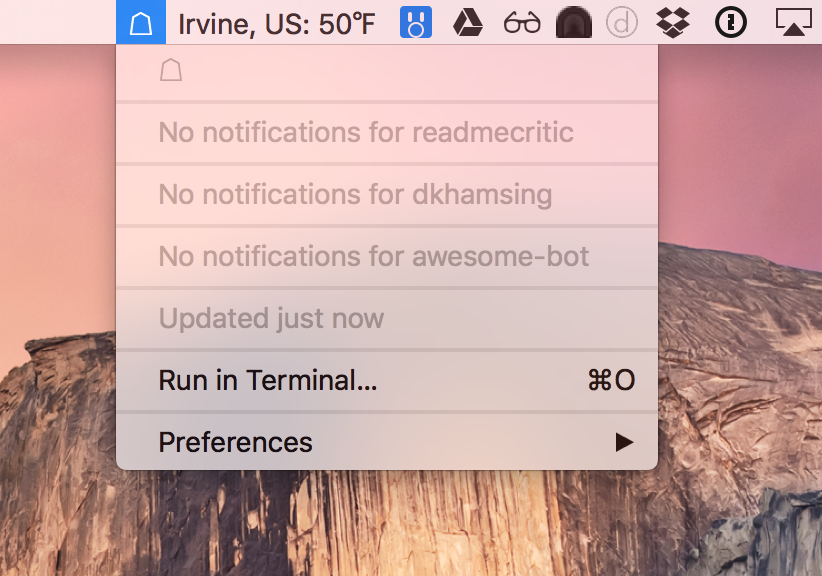 Irvine, US: 50°F
d
No notifications for readmecritic
No notifications for dkhamsing
No notifications for awesome-bot
Updated just now
Run in Terminal... ⌘O
Preferences ▶